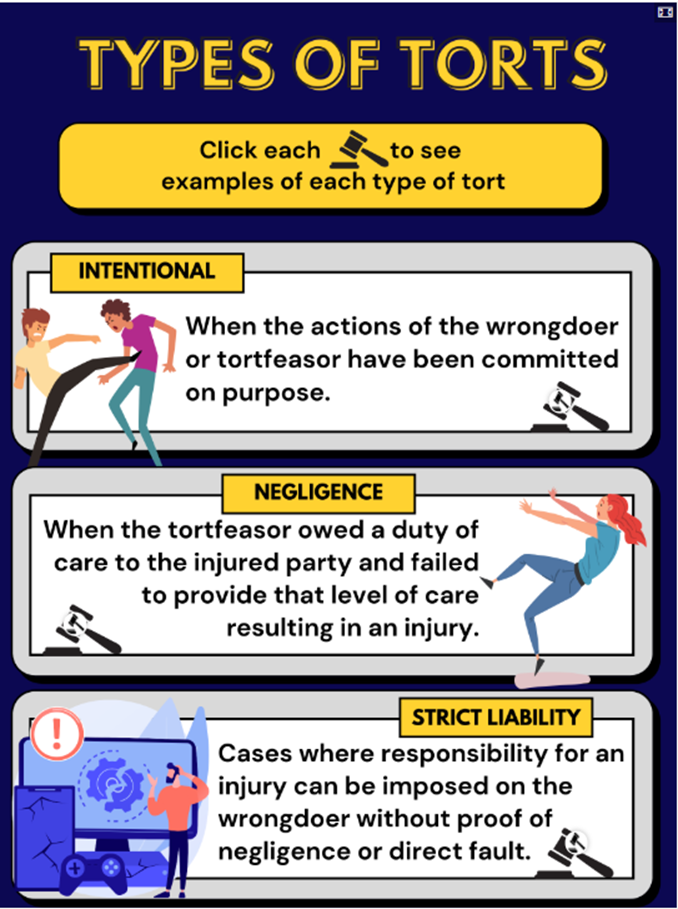 TYPES OF TORTS
Click each to see
examples of each type of tort
INTENTIONAL
When the actions of the wrongdoer
or tortfeasor have been committed
on purpose.
NEGLIGENCE
When the tortfeasor owed a duty of
care to the injured party and failed
to provide that level of care
resulting in an injury.
STRICT LIABILITY
Cases where responsibility for an
injury can be imposed on the
wrongdoer without proof of
negligence or direct fault.
!